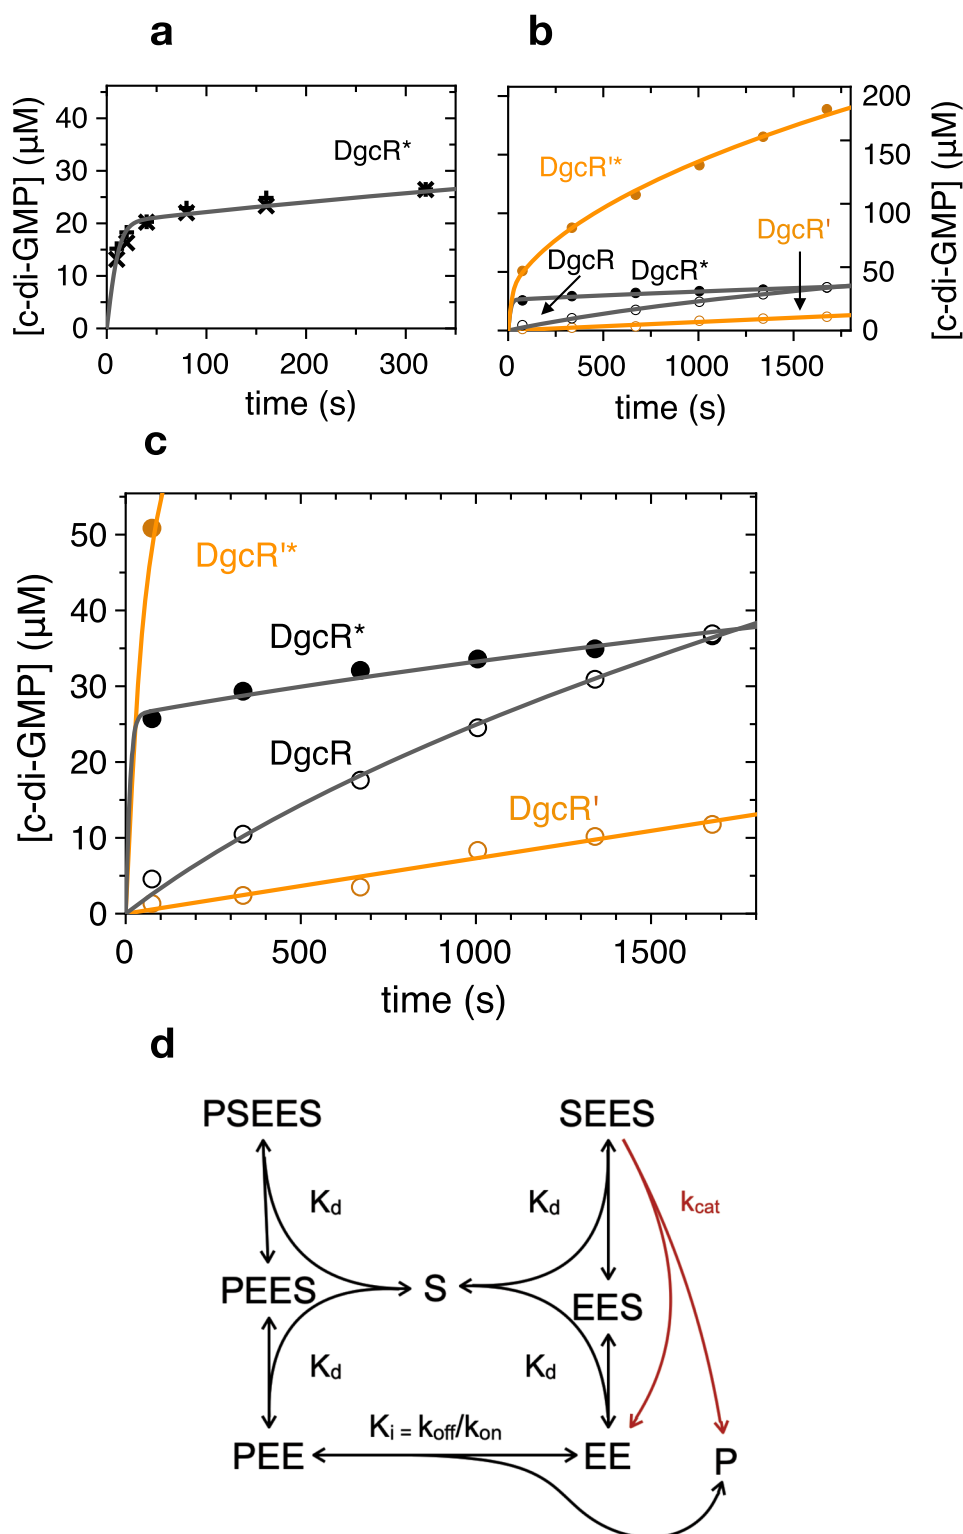 a
[c-di-GMP] (µM)
40
30
20
10
0
DgcR*
0 100 200 300
time (s)
b
DgcR'*
DgcR
DgcR*
DgcR'
200
150
100
50
0
[c-di-GMP] (µM)
0 500 1000 1500
time (s)
c
[c-di-GMP] (µM)
50
40
30
20
10
0
DgcR'*
DgcR*
DgcR
DgcR'
0 500 1000 1500
time (s)
d
PSEES SEES
Kd Kd kcat
PEES S EES
Kd Kd
Ki = koff/kon
PEE EE P